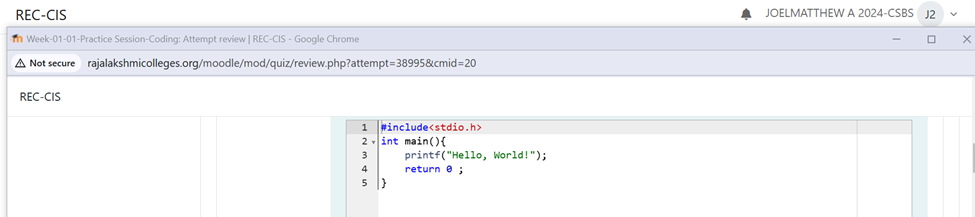 REC-CIS
JOELMATTHEW A 2024-CSBS J2
Week-01-01-Practice Session-Coding: Attempt review | REC-CIS - Google Chrome
Not secure rajalakshmicolleges.org/moodle/mod/quiz/review.php?attempt=38995&cmid=20
REC-CIS
1 #include<stdio.h>
2 int main(){
3 printf("Hello, World!");
4 return 0 ;
5 }